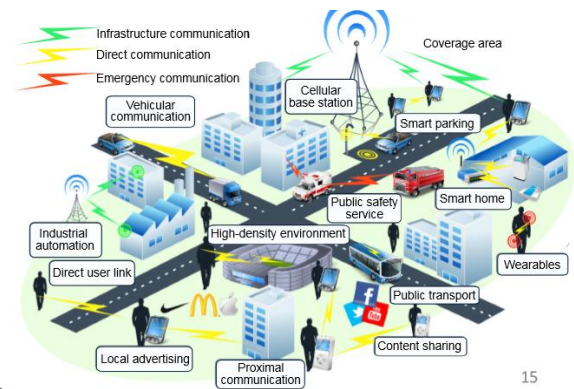 Infrastructure communication
Direct communication
Emergency communication
Coverage area
Cellular
base station
Vehicular
communication
Smart parking
Public safety
service
Smart home
Industrial
automation
High-density environment
Wearables
Direct user link
Public transport
Local advertising
Proximal
communication
Content sharing
15